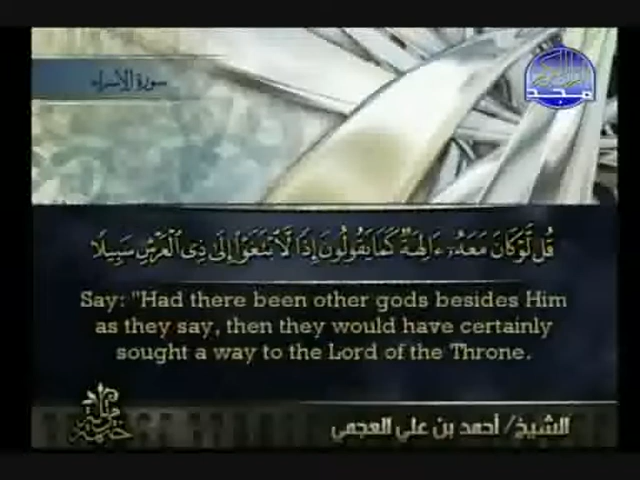 سورة الإسراء
مجد
قُل لَّوْ كَانَ مَعَهُۥٓ ءَالِهَةٌ كَمَا يَقُولُونَ إِذًا لَّٱبْتَغَوْا۟ إِلَىٰ ذِى ٱلْعَرْشِ سَبِيلًا
Say: "Had there been other gods besides Him
as they say, then they would have certainly
sought a way to the Lord of the Throne.
الشيخ/ أحمد بن علي العجمي